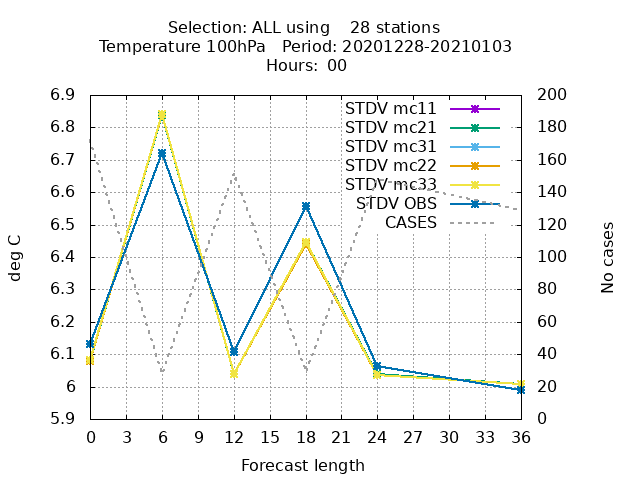 Selection: ALL using    28 stations
Temperature 100hPa   Period: 20201228-20210103
Hours:  00
6.9
6.8
6.7
6.6
6.5
6.4
6.3
6.2
6.1
6
5.9
deg C
STDV mc11
STDV mc21
STDV mc31
STDV mc22
STDV mc33
STDV OBS
CASES
200
180
160
140
120
100
80
60
40
20
0
No cases
0 3 6 9 12 15 18 21 24 27 30 33 36
Forecast length